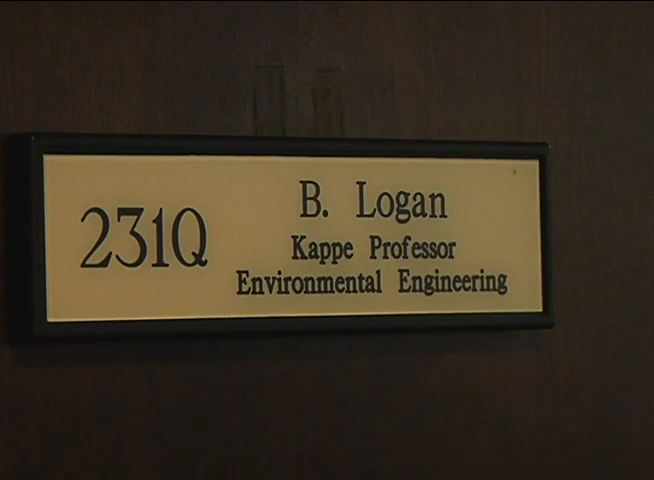 231Q
B. Logan
Kappe Professor
Environmental Engineering